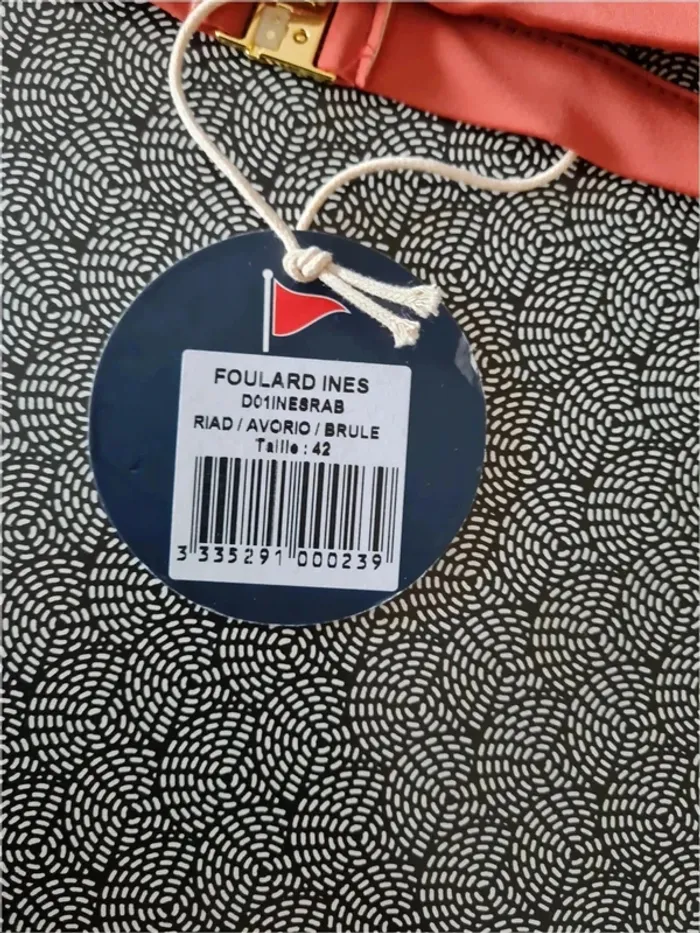 FOULARD INES
D01INESRAB
RIAD / AVORIO / BRULE
Taille : 42
3 335291 000239